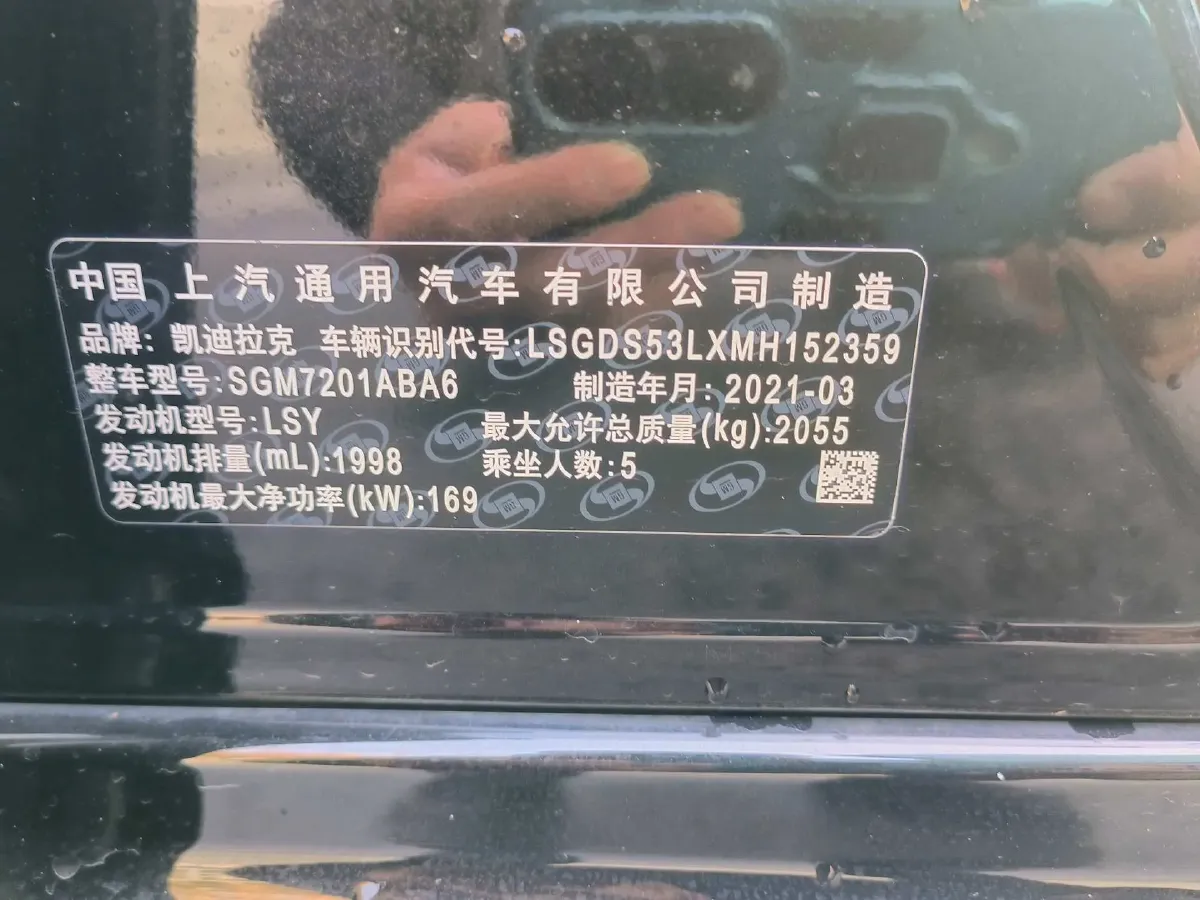 中国 上汽通用汽车有限公司制造
品牌: 凯迪拉克 车辆识别代号:LSGDS53LXMH152359
整车型号:SGM7201ABA6 制造年月: 2021-03
发动机型号:LSY 最大允许总质量(kg):2055
发动机排量(mL):1998 乘坐人数:5
发动机最大净功率(kW):169